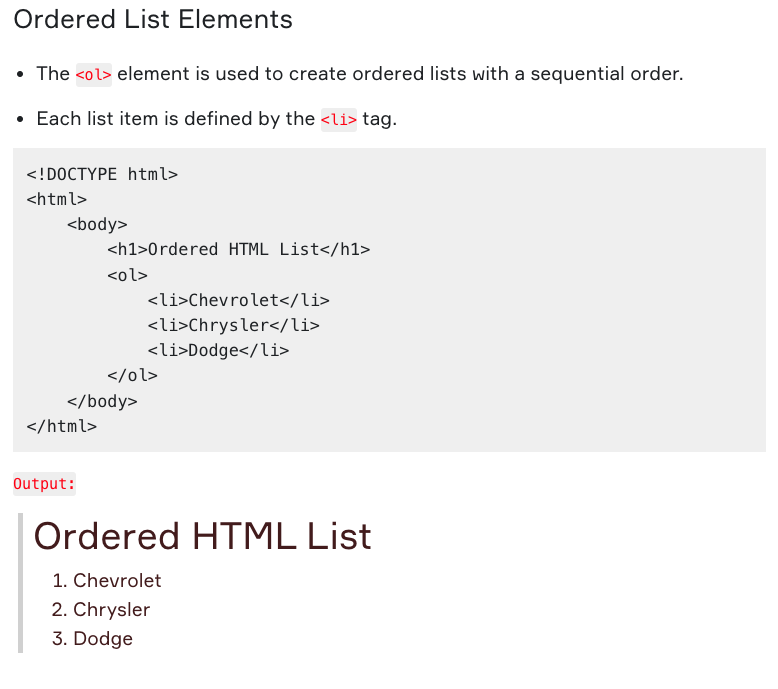 Ordered List Elements
• The <ol> element is used to create ordered lists with a sequential order.
• Each list item is defined by the <li> tag.
<!DOCTYPE html>
<html>
    <body>
        <h1>Ordered HTML List</h1>
        <ol>
            <li>Chevrolet</li>
            <li>Chrysler</li>
            <li>Dodge</li>
        </ol>
    </body>
</html>
Output:
Ordered HTML List
1. Chevrolet
2. Chrysler
3. Dodge